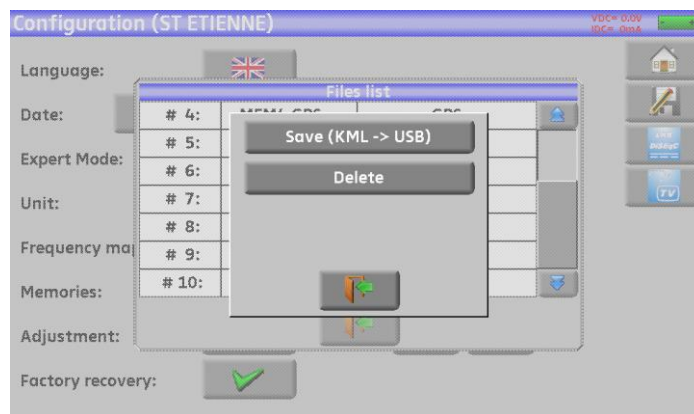 Configuration (ST ETIENNE)
VDC= 0.0V
IDC= 0mA
Language:
Files list
Date:
# 4:
Save (KML -> USB)
# 5:
Expert Mode:
# 6:
Delete
Unit:
# 7:
# 8:
Frequency
# 9:
Memories:
# 10:
Adjustment:
Factory recovery:
TV